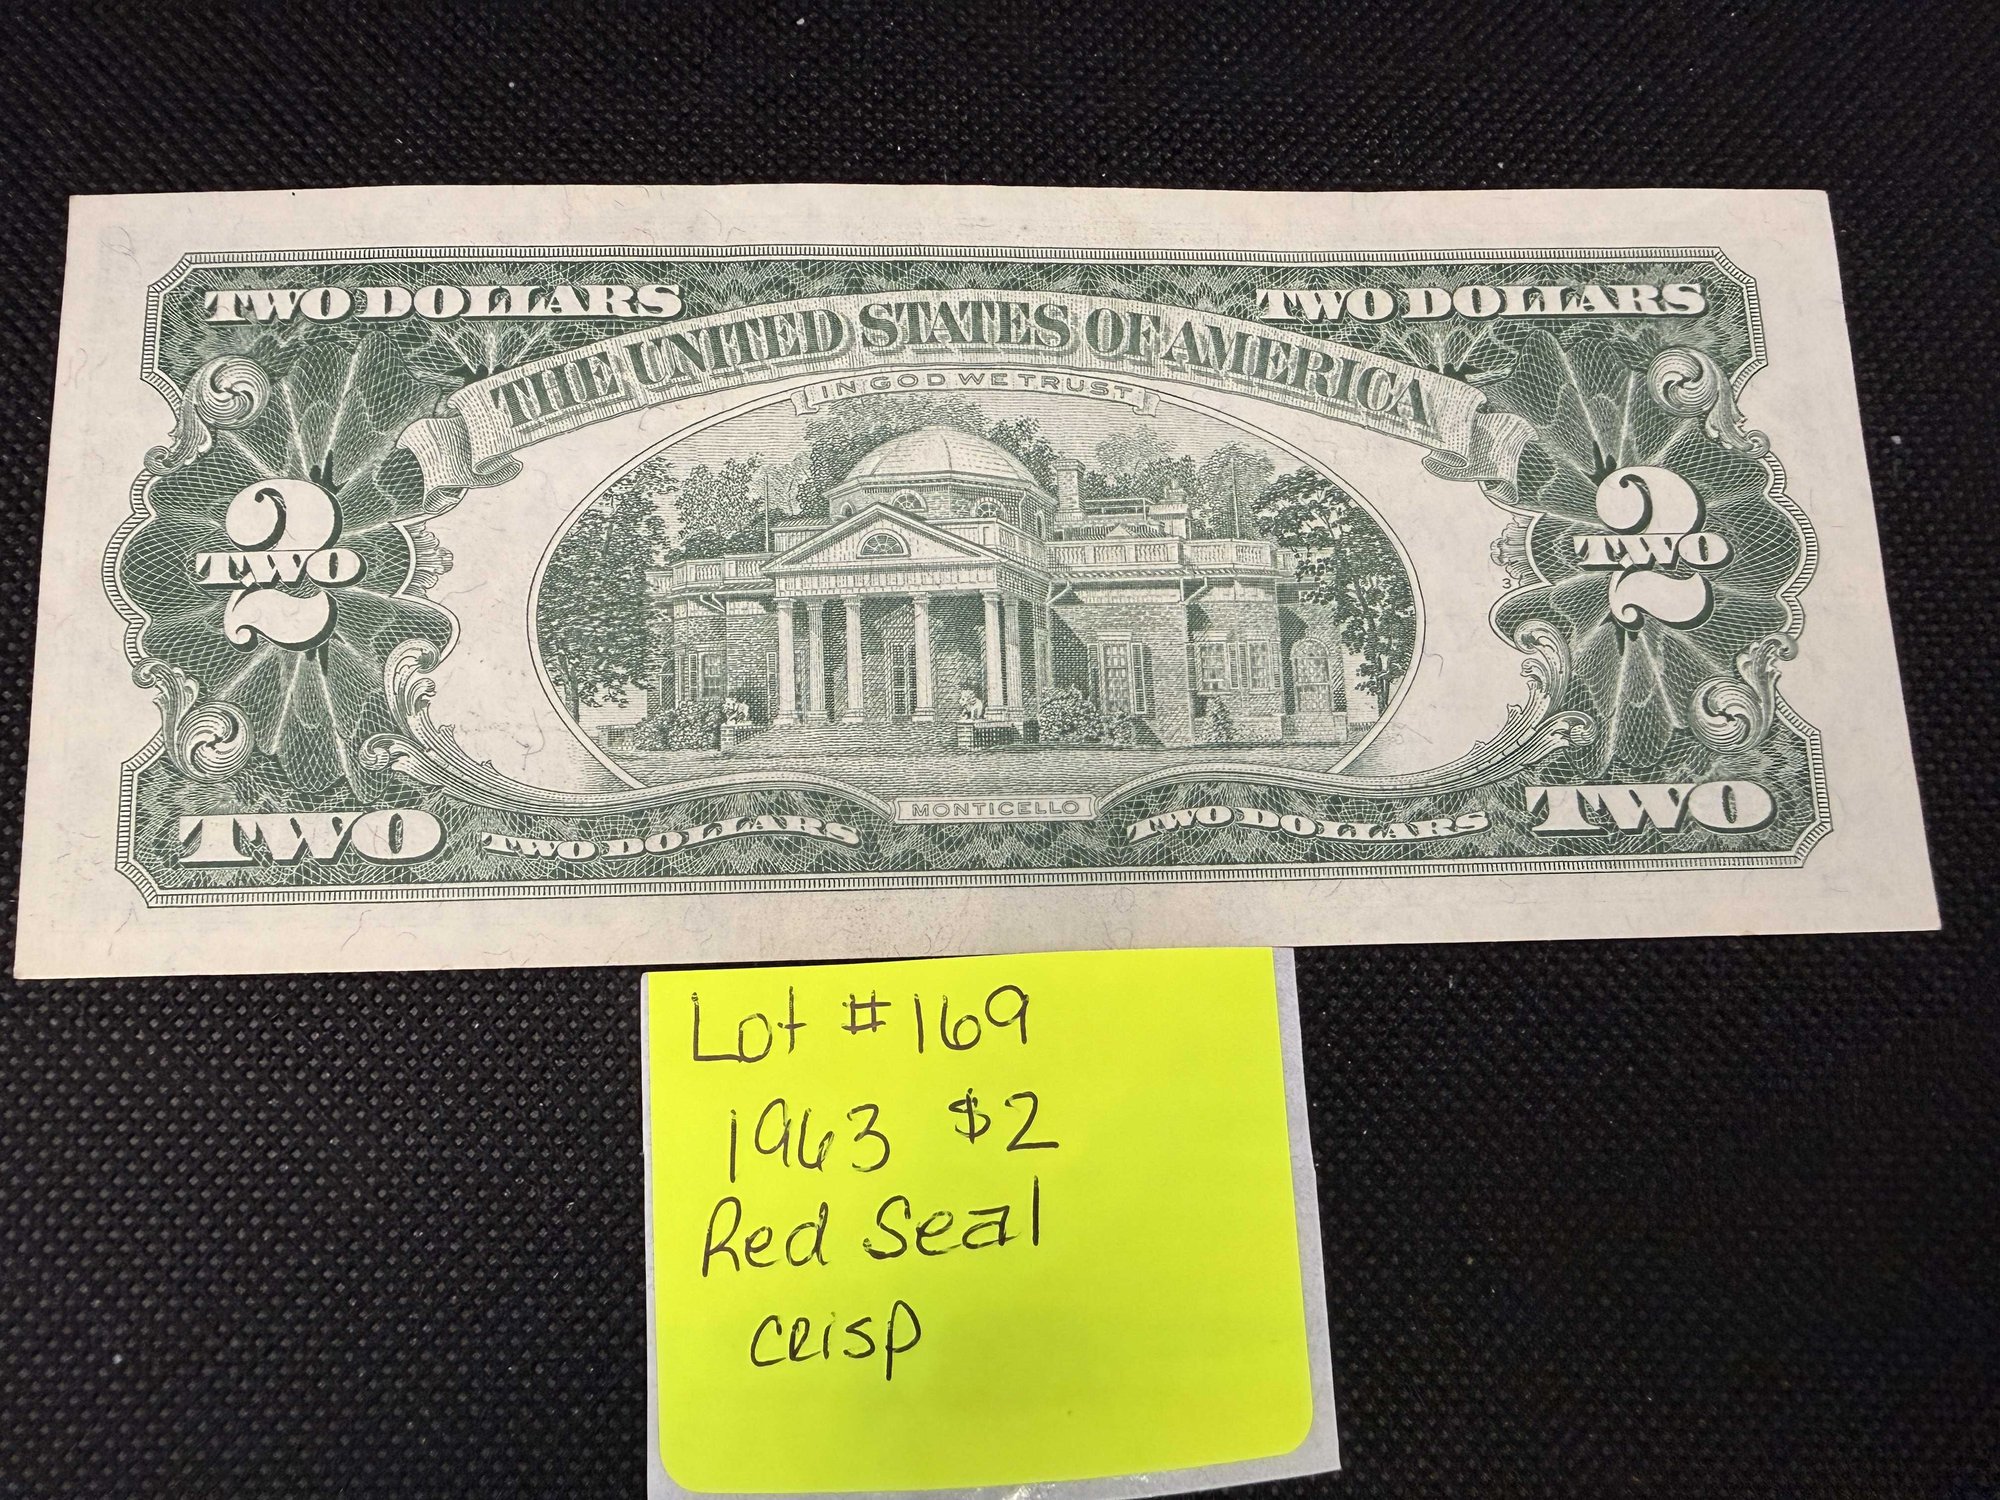 TWO DOLLARS
TWO DOLLARS
THE UNITED STATES OF AMERICA
IN GOD WE TRUST
2
TWO
2
TWO
3
MONTICELLO
TWO
TWO DOLLARS
TWO DOLLARS
TWO
Lot #169
1963 $2
Red Seal
crisp